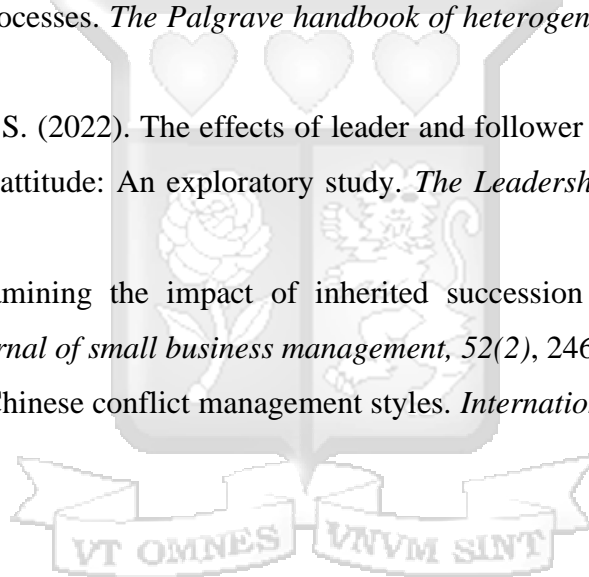 ocesses. The Palgrave handbook of heterogen
S. (2022). The effects of leader and follower
attitude: An exploratory study. The Leadersh
amining the impact of inherited succession
rnal of small business management, 52(2), 246
Chinese conflict management styles. Internatio
VT OMNES VNVM SINT